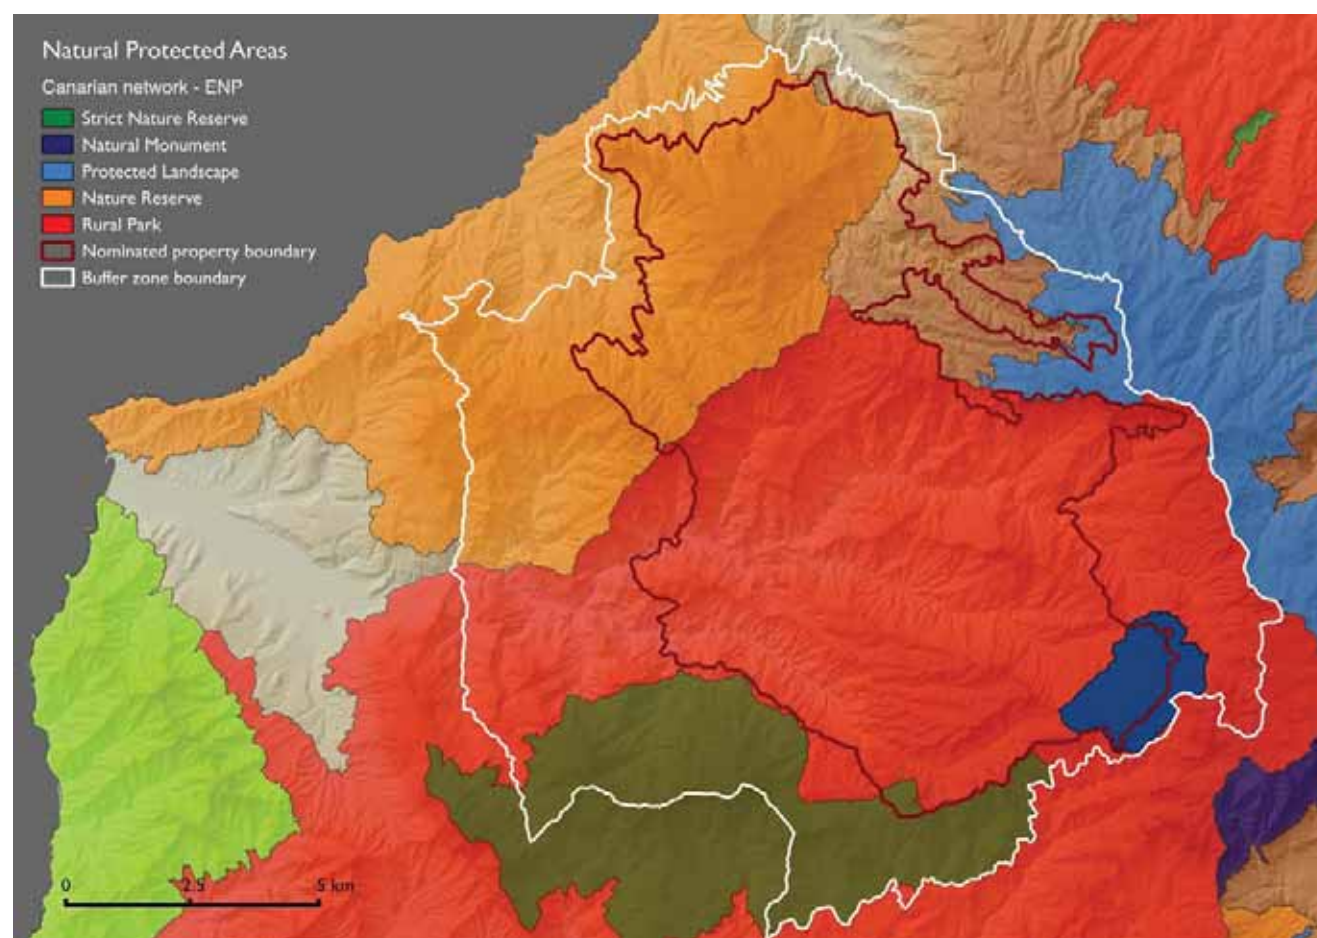 Natural Protected Areas
Canarian network - ENP
Strict Nature Reserve
Natural Monument
Protected Landscape
Nature Reserve
Rural Park
Nominated property boundary
Buffer zone boundary
0 2.5 5 km